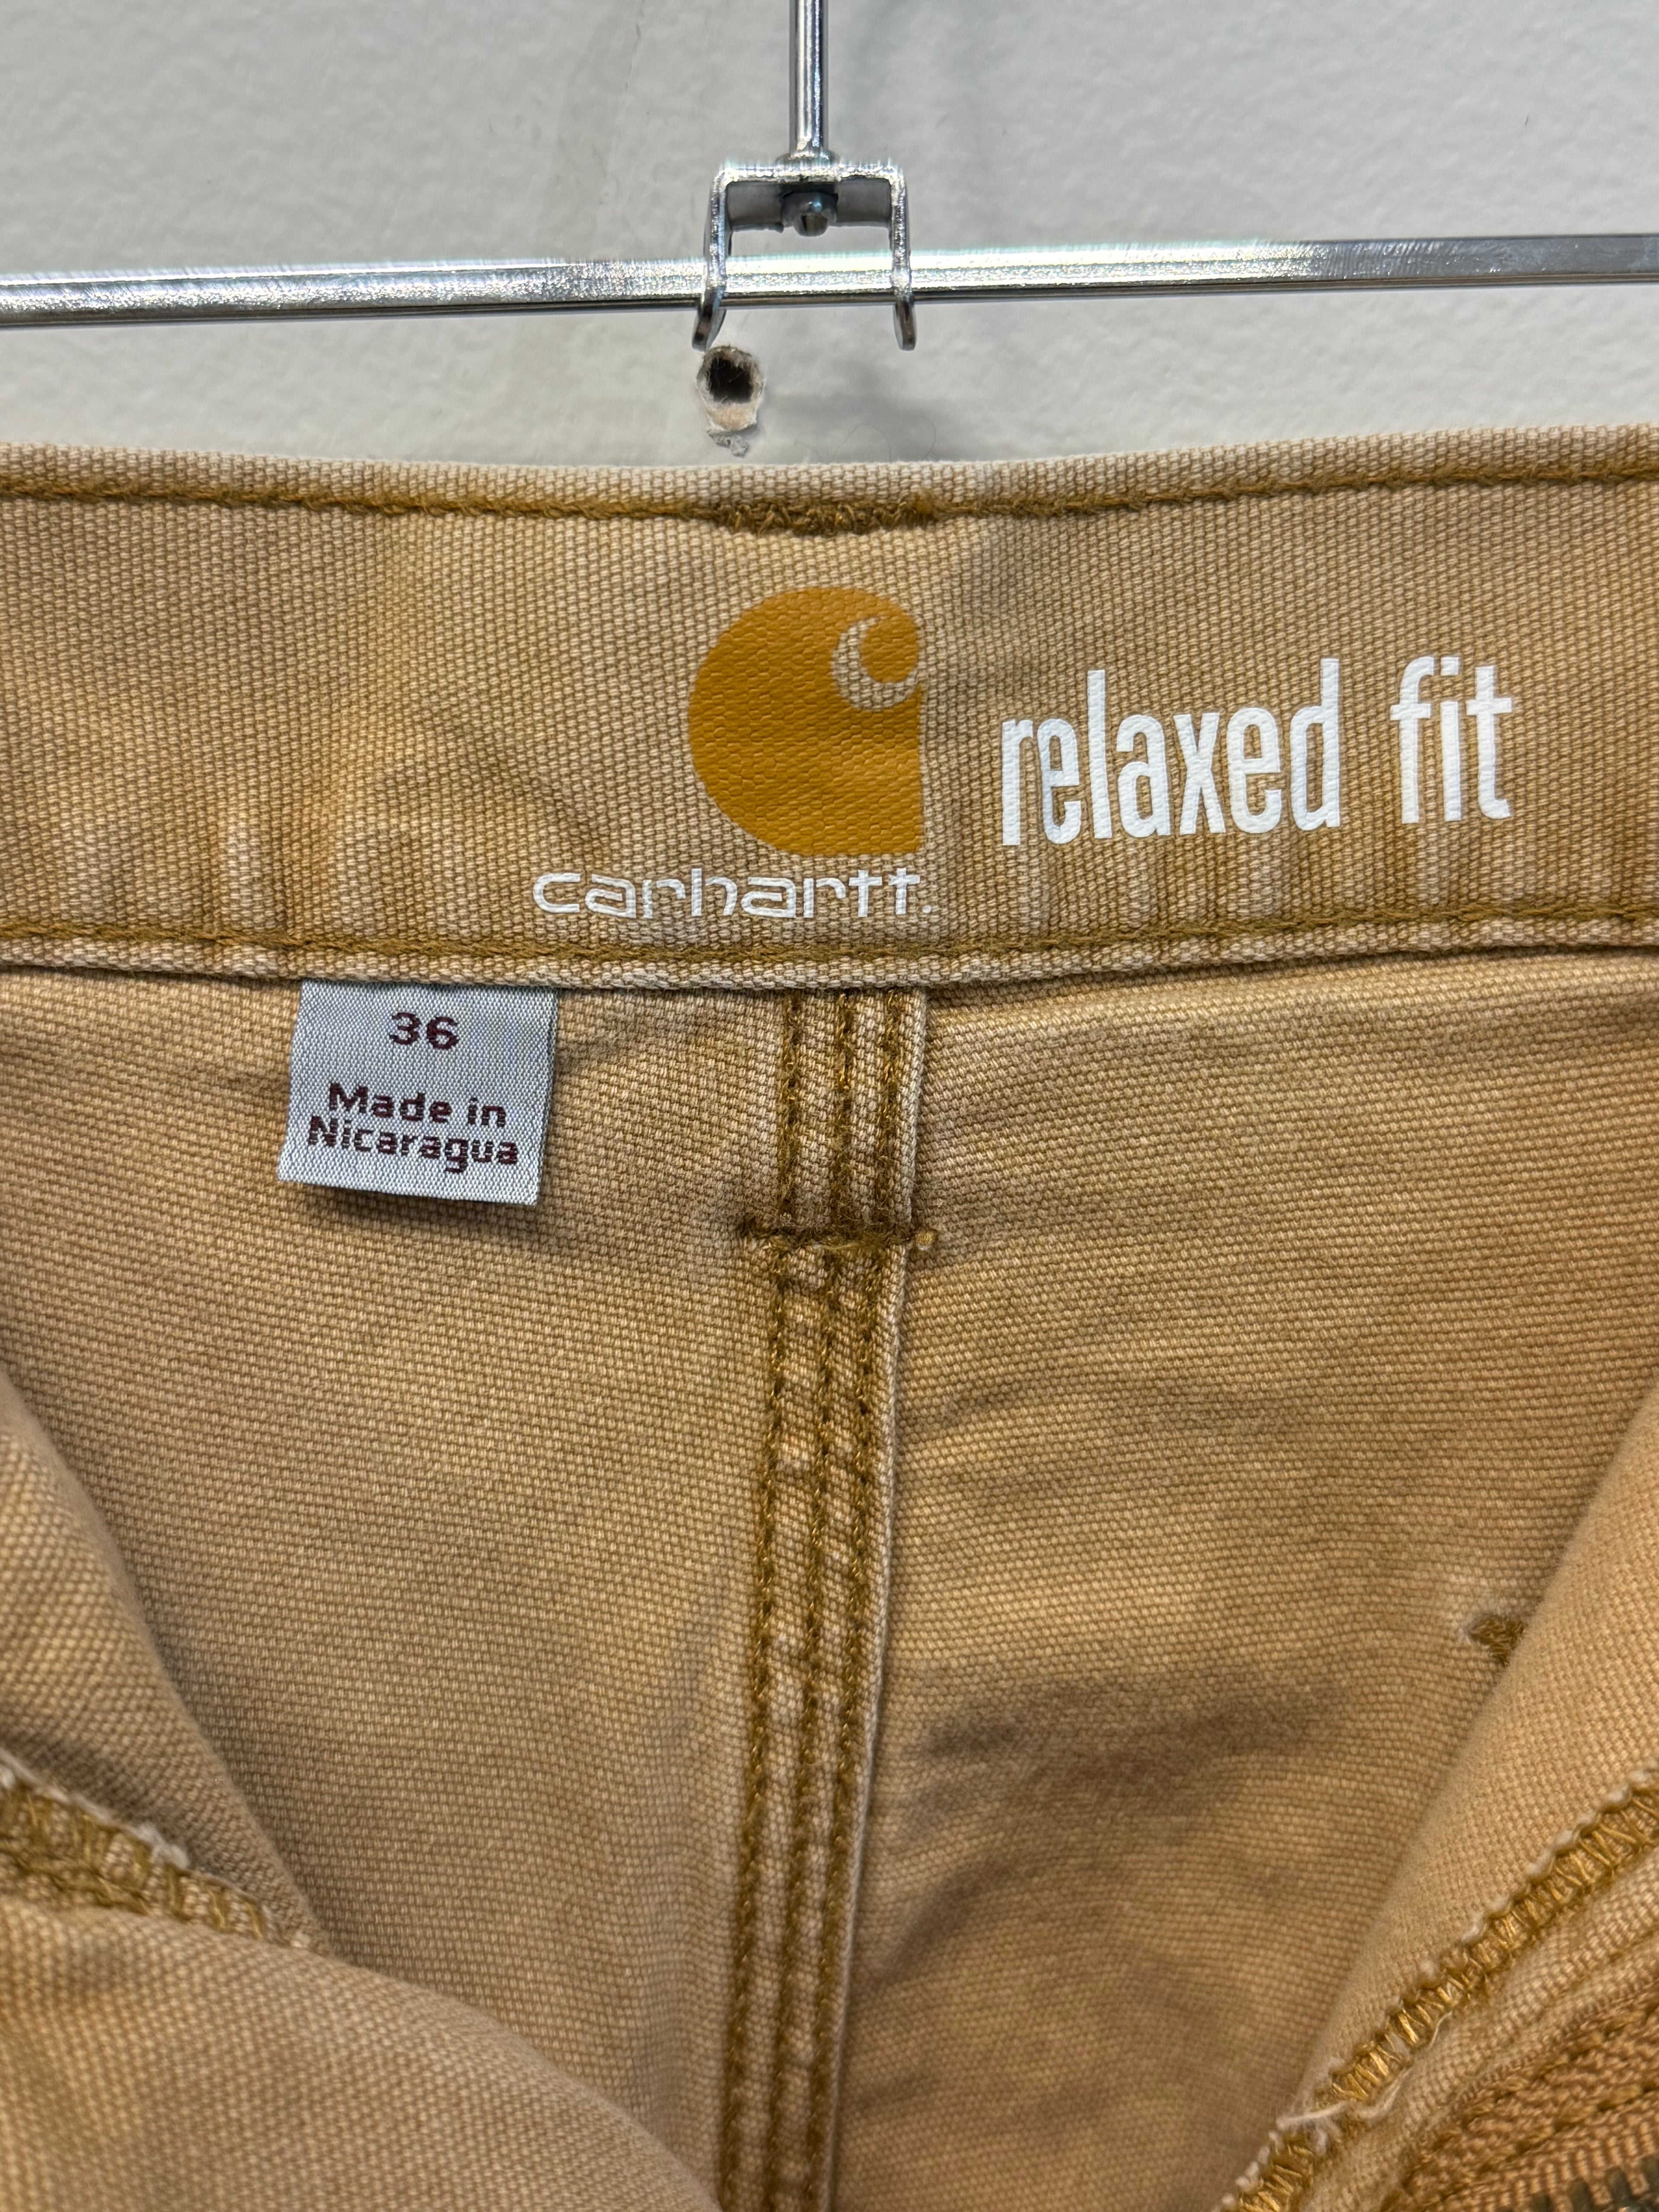 relaxed fit
carhartt.
36
Made in
Nicaragua